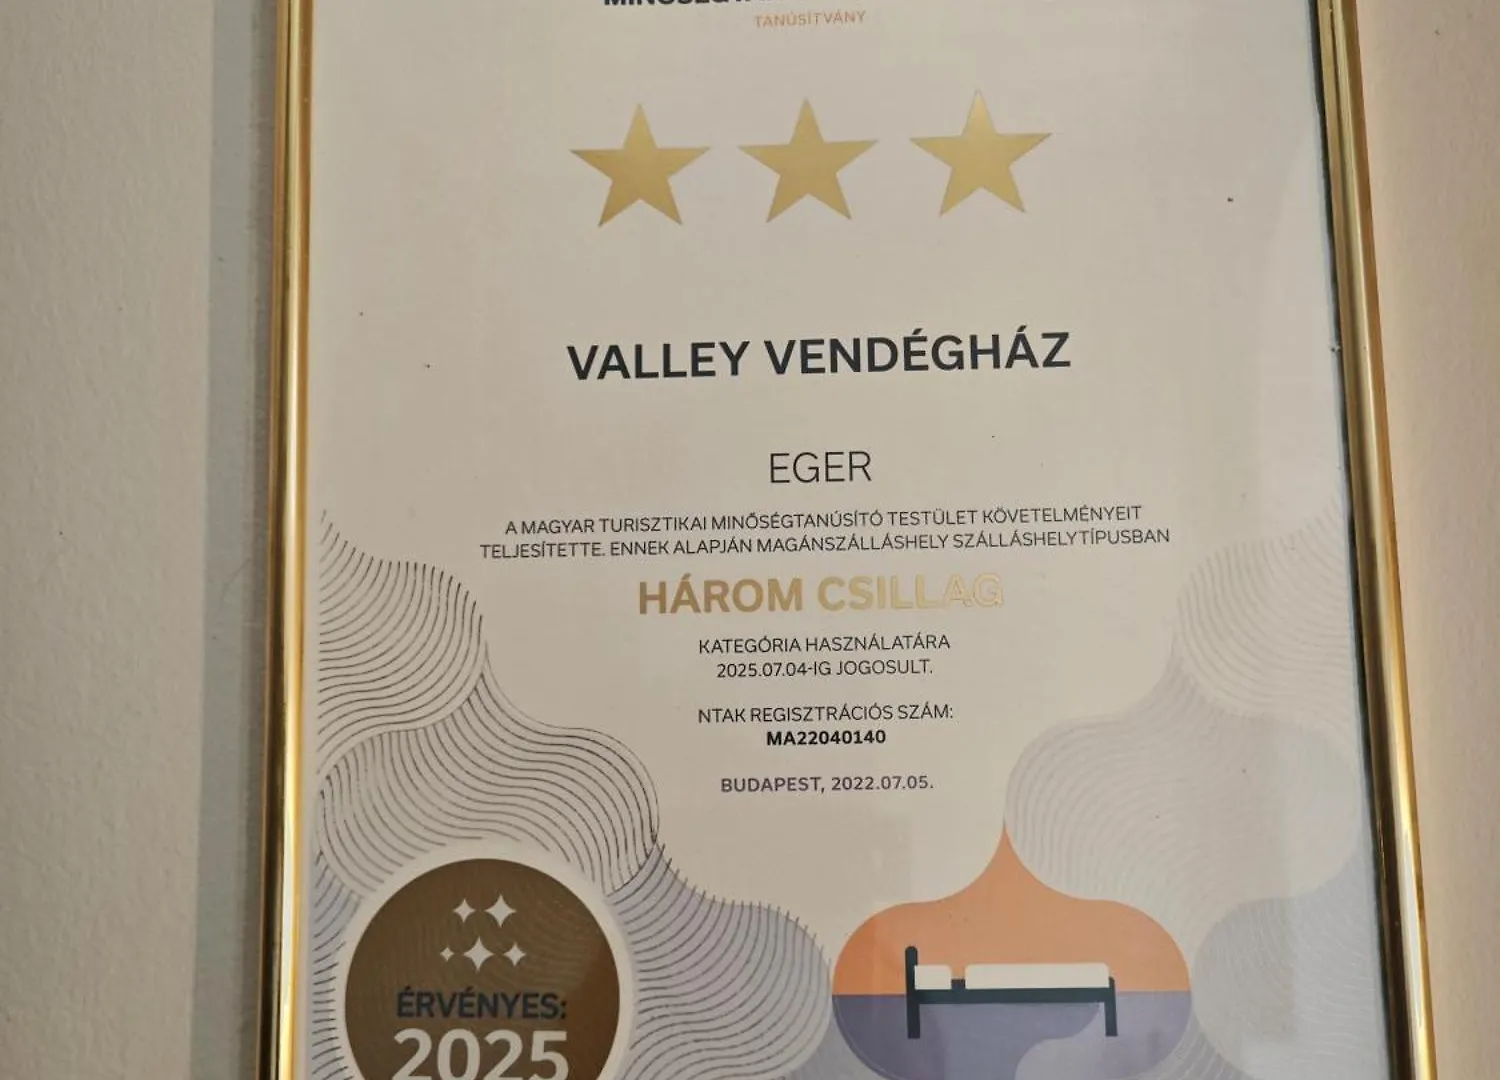 TANÚSÍTVÁNY
VALLEY VENDÉGHÁZ
EGER
A MAGYAR TURISZTIKAI MINŐSÉGTANÚSÍTÓ TESTÜLET KÖVETELMÉNYEIT
TELJESÍTETTE. ENNEK ALAPJÁN MAGÁNSZÁLLÁSHELY SZÁLLÁSHELYTÍPUSBAN
HÁROM CSILLAG
KATEGÓRIA HASZNÁLATÁRA
2025.07.04-IG JOGOSULT.
NTAK REGISZTRÁCIÓS SZÁM:
MA22040140
BUDAPEST, 2022.07.05.
ÉRVÉNYES:
2025